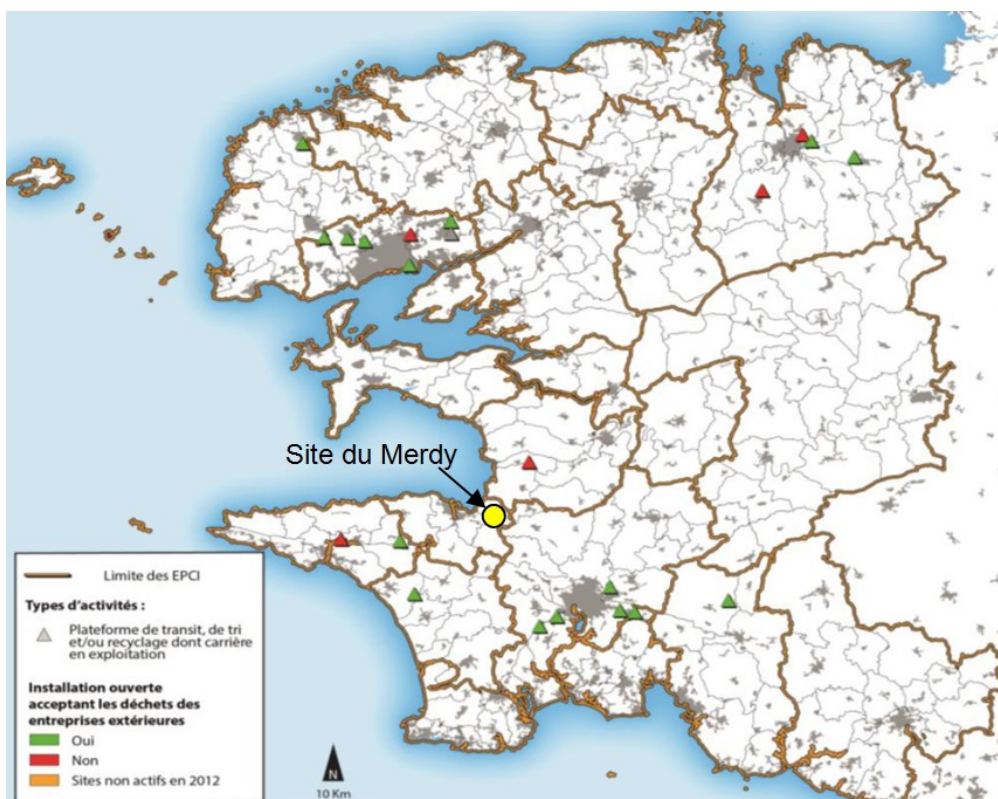 Site du Merdy
Limite des EPCI
Types d'activités :
Plateforme de transit, de tri
et/ou recyclage dont carrière
en exploitation
Installation ouverte
acceptant les déchets des
entreprises extérieures
Oui
Non
Sites non actifs en 2012
N
10 Km